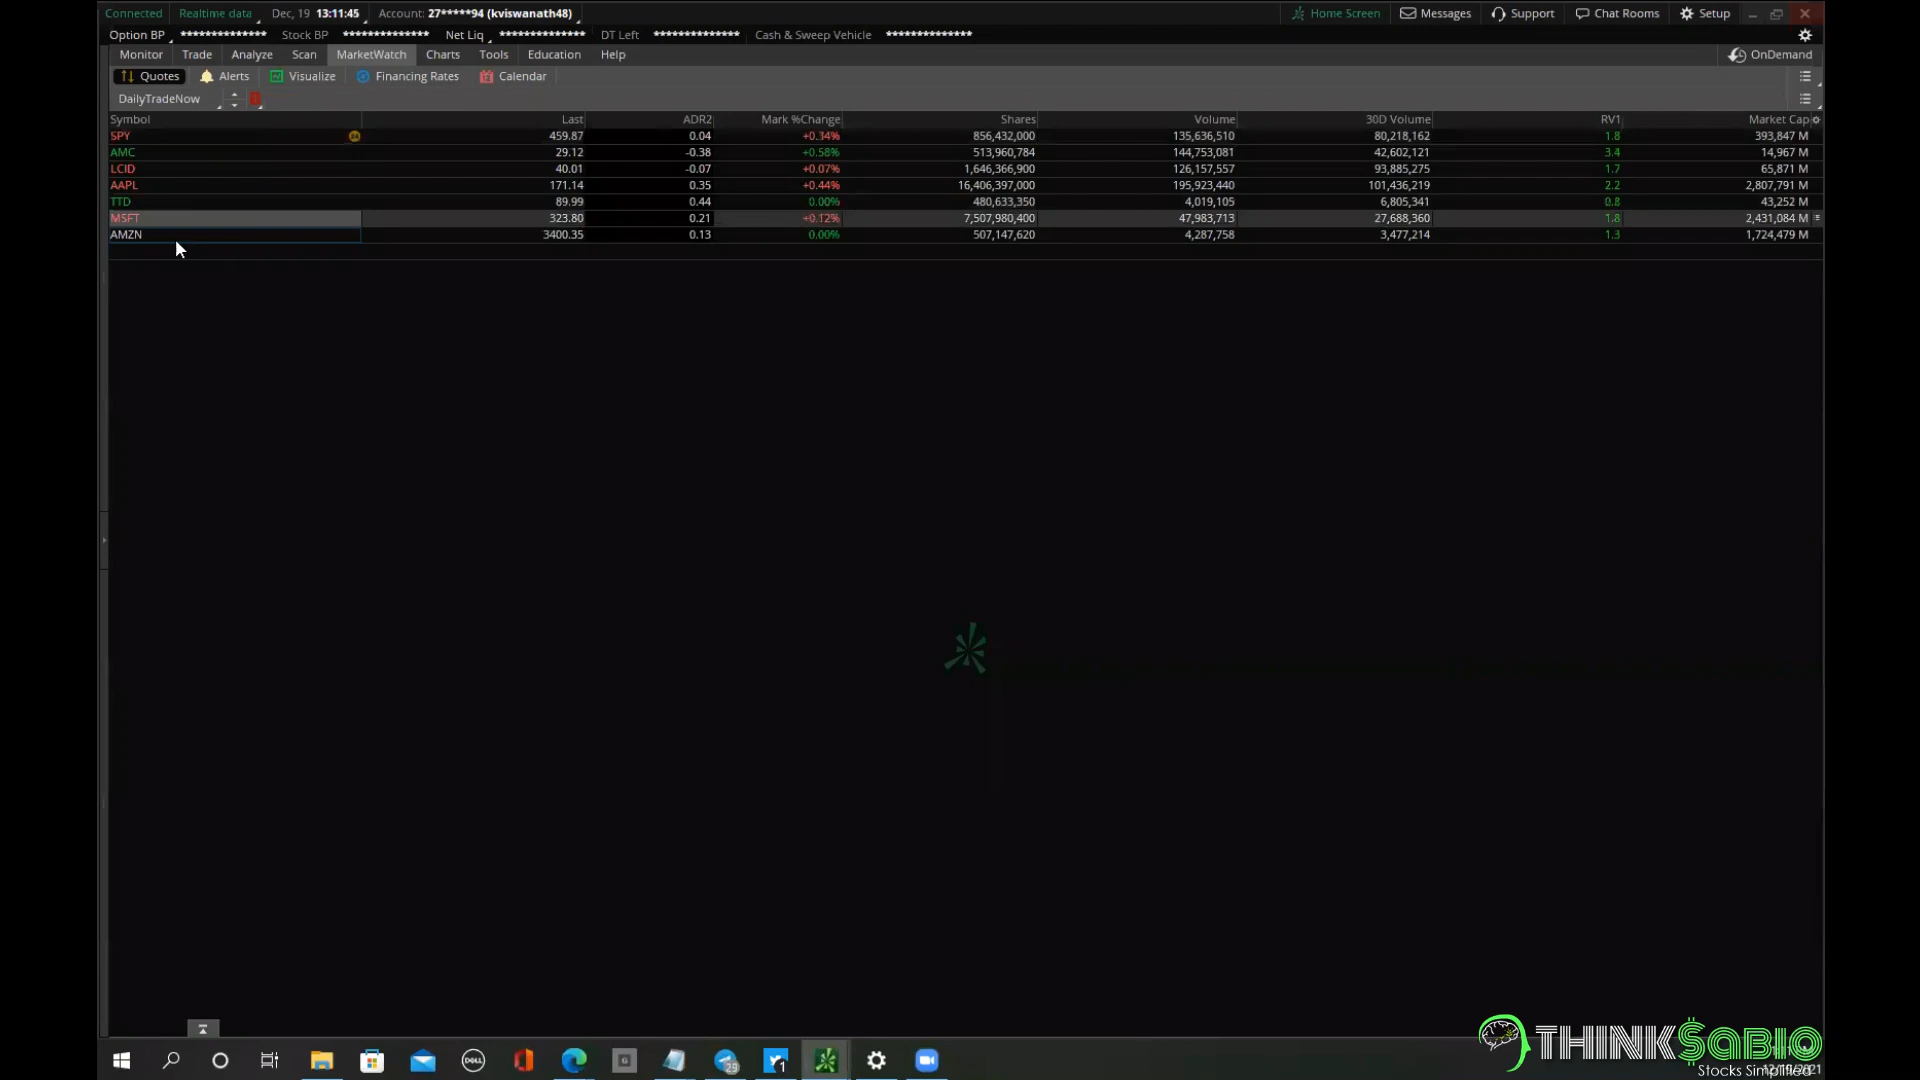 Connected Realtime data Dec, 19 13:11:45 Account: 27*****94 (kviswanath48) Home Screen Messages Support Chat Rooms Setup
Option BP ************** Stock BP ************** Net Liq ************** DT Left ************** Cash & Sweep Vehicle **************
Monitor Trade Analyze Scan MarketWatch Charts Tools Education Help OnDemand
Quotes Alerts Visualize Financing Rates Calendar
DailyTradeNow
Symbol Last ADR2 Mark %Change Shares Volume 30D Volume RV1 Market Cap
SPY 459.87 0.04 +0.34% 856,432,000 135,636,510 80,218,162 1.8 393,847 M
AMC 29.12 -0.38 +0.58% 513,960,784 144,753,081 42,602,121 3.4 14,967 M
LCID 40.01 -0.07 +0.07% 1,646,366,900 126,157,557 93,885,275 1.7 65,871 M
AAPL 171.14 0.35 +0.44% 16,406,397,000 195,923,440 101,436,219 2.2 2,807,791 M
TTD 89.99 0.44 0.00% 480,633,350 4,019,105 6,805,341 0.8 43,252 M
MSFT 323.80 0.21 +0.12% 7,507,980,400 47,983,713 27,688,360 1.8 2,431,084 M
AMZN 3400.35 0.13 0.00% 507,147,620 4,287,758 3,477,214 1.3 1,724,479 M
DELL 29 1
THINK$abio
Stocks Simplified